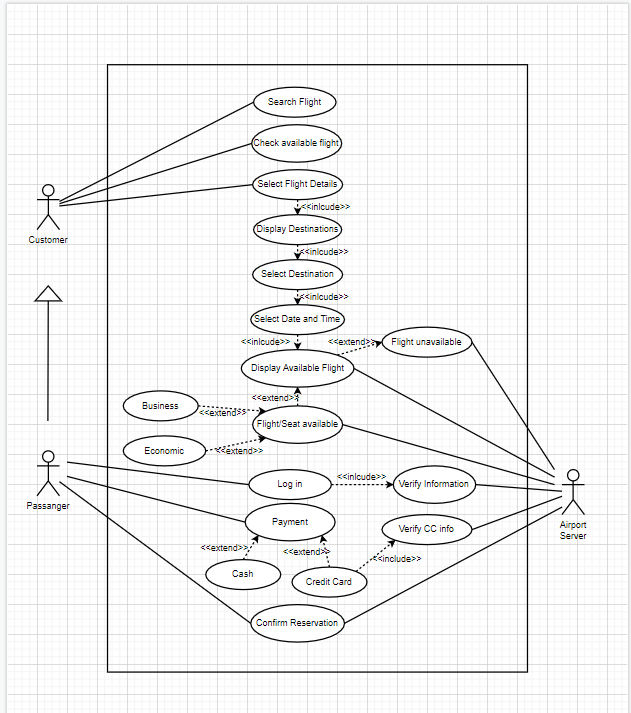 Search Flight
Check available flight
Select Flight Details
<<inlcude>>
Customer
Display Destinations
<<inlcude>>
Select Destination
<<inlcude>>
Select Date and Time
<<inlcude>>
<<extend>>
Flight unavailable
Display Available Flight
<<extend>>
Business
<<extend>>
Flight/Seat available
Economic
<<extend>>
Log in
<<inlcude>>
Verify Information
Passanger
Payment
Verify CC info
Airport
Server
<<extend>>
<<extend>>
<<include>>
Cash
Credit Card
Confirm Reservation